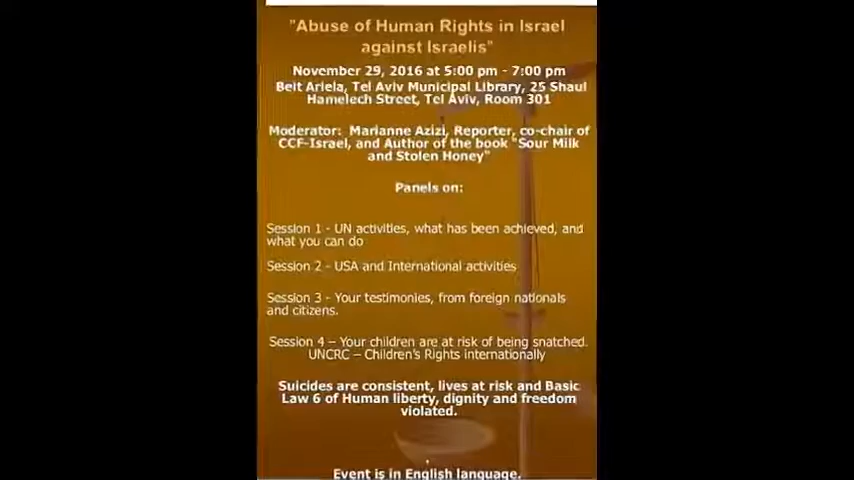 "Abuse of Human Rights in Israel
against Israelis"
November 29, 2016 at 5:00 pm - 7:00 pm
Beit Ariela, Tel Aviv Municipal Library, 25 Shaul
Hamelech Street, Tel Aviv, Room 301
Moderator: Marianne Azizi, Reporter, co-chair of
CCF-Israel, and Author of the book "Sour Milk
and Stolen Honey"
Panels on:
Session 1 - UN activities, what has been achieved, and
what you can do
Session 2 - USA and International activities
Session 3 - Your testimonies, from foreign nationals
and citizens.
Session 4 – Your children are at risk of being snatched.
UNCRC – Children's Rights internationally
Suicides are consistent, lives at risk and Basic
Law 6 of Human liberty, dignity and freedom
violated.
Event is in English language.